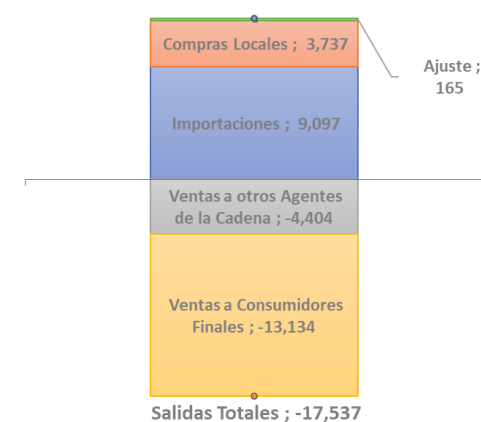 Compras Locales ; 3,737
Ajuste ;
165
Importaciones ; 9,097
Ventas a otros Agentes
de la Cadena ; -4,404
Ventas a Consumidores
Finales ; -13,134
Salidas Totales ; -17,537